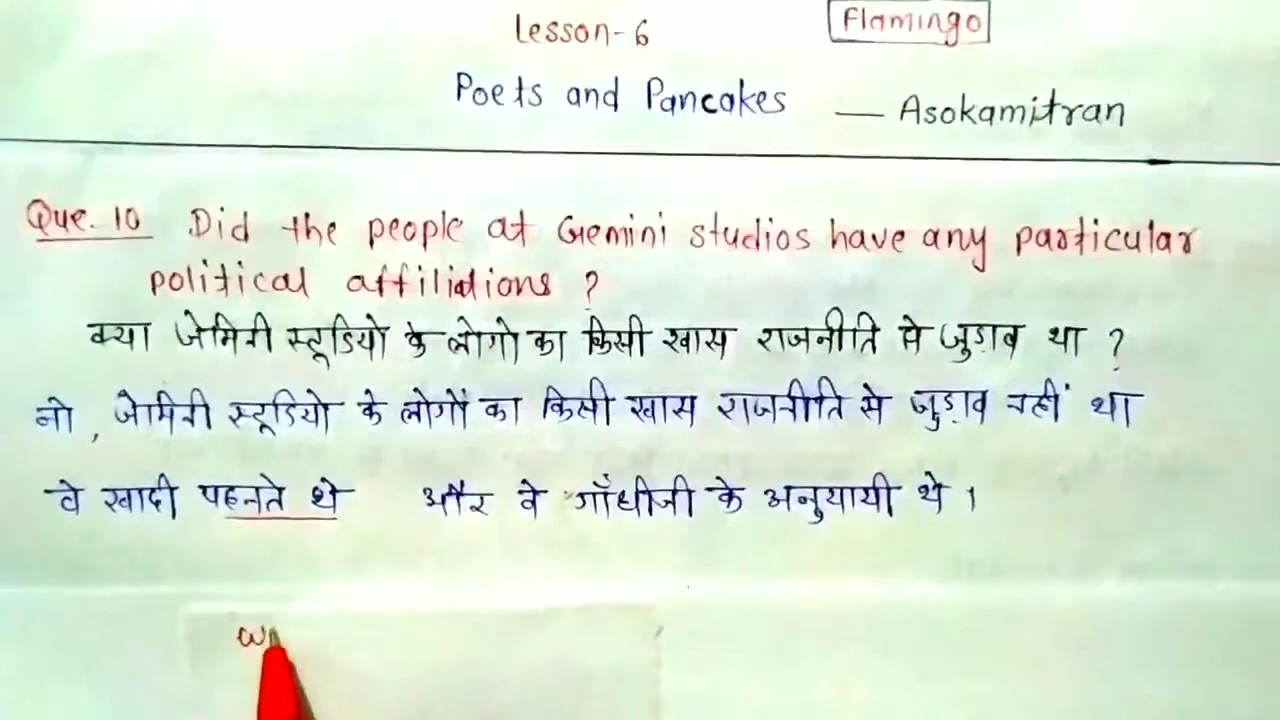 Lesson-6
Flamingo
Poets and Pancakes — Asokamitran
Que. 10 Did the people at Gemini studios have any particular
political affiliations ?
क्या जेमिनी स्टूडियो के लोगो का किसी खास राजनीति से जुड़ाव था ?
नो , जेमिनी स्टूडियो के लोगों का किसी खास राजनीति से जुड़ाव नहीं था
वे खादी पहनते थे और वे गाँधीजी के अनुयायी थे ।